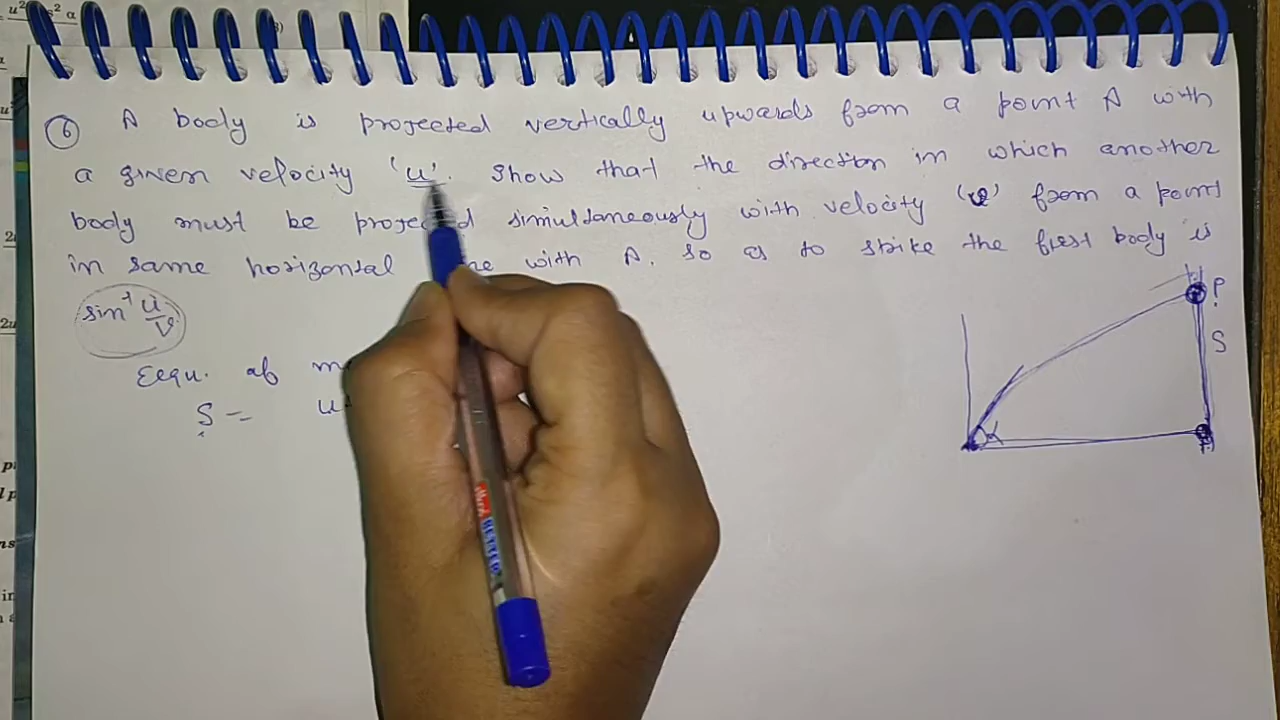 6 A body is projected vertically upwards from a point A with
a given velocity 'u'. Show that the direction in which another
body must be projected simultaneously with velocity 'v' from a point
in same horizontal with A. So as to strike the first body is
sin⁻¹ u/v
P
S
Equ. of
S = u
α
BETTER